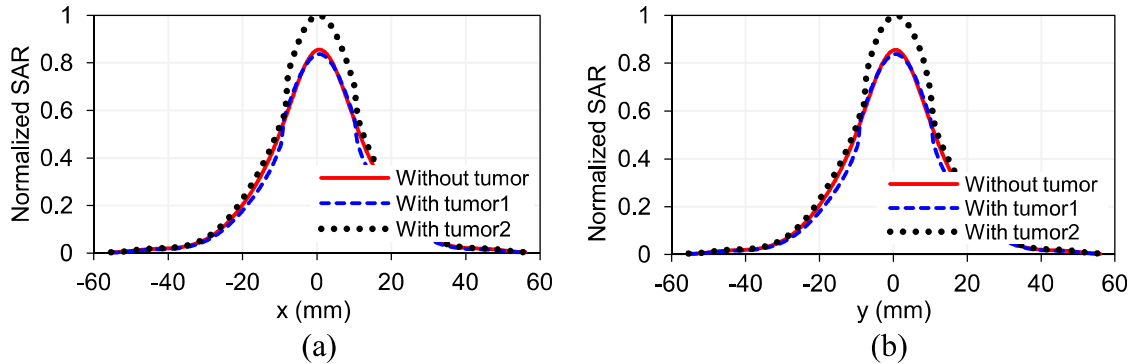 Normalized SAR
1
0.8
0.6
0.4
0.2
0
Without tumor
With tumor1
With tumor2
-60 -40 -20 0 20 40 60
x (mm)
(a)
Normalized SAR
1
0.8
0.6
0.4
0.2
0
Without tumor
With tumor1
With tumor2
-60 -40 -20 0 20 40 60
y (mm)
(b)